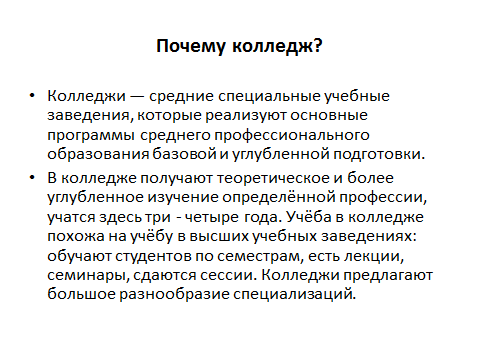 Почему колледж?
• Колледжи — средние специальные учебные
заведения, которые реализуют основные
программы среднего профессионального
образования базовой и углубленной подготовки.
• В колледже получают теоретическое и более
углубленное изучение определённой профессии,
учатся здесь три - четыре года. Учёба в колледже
похожа на учёбу в высших учебных заведениях:
обучают студентов по семестрам, есть лекции,
семинары, сдаются сессии. Колледжи предлагают
большое разнообразие специализаций.